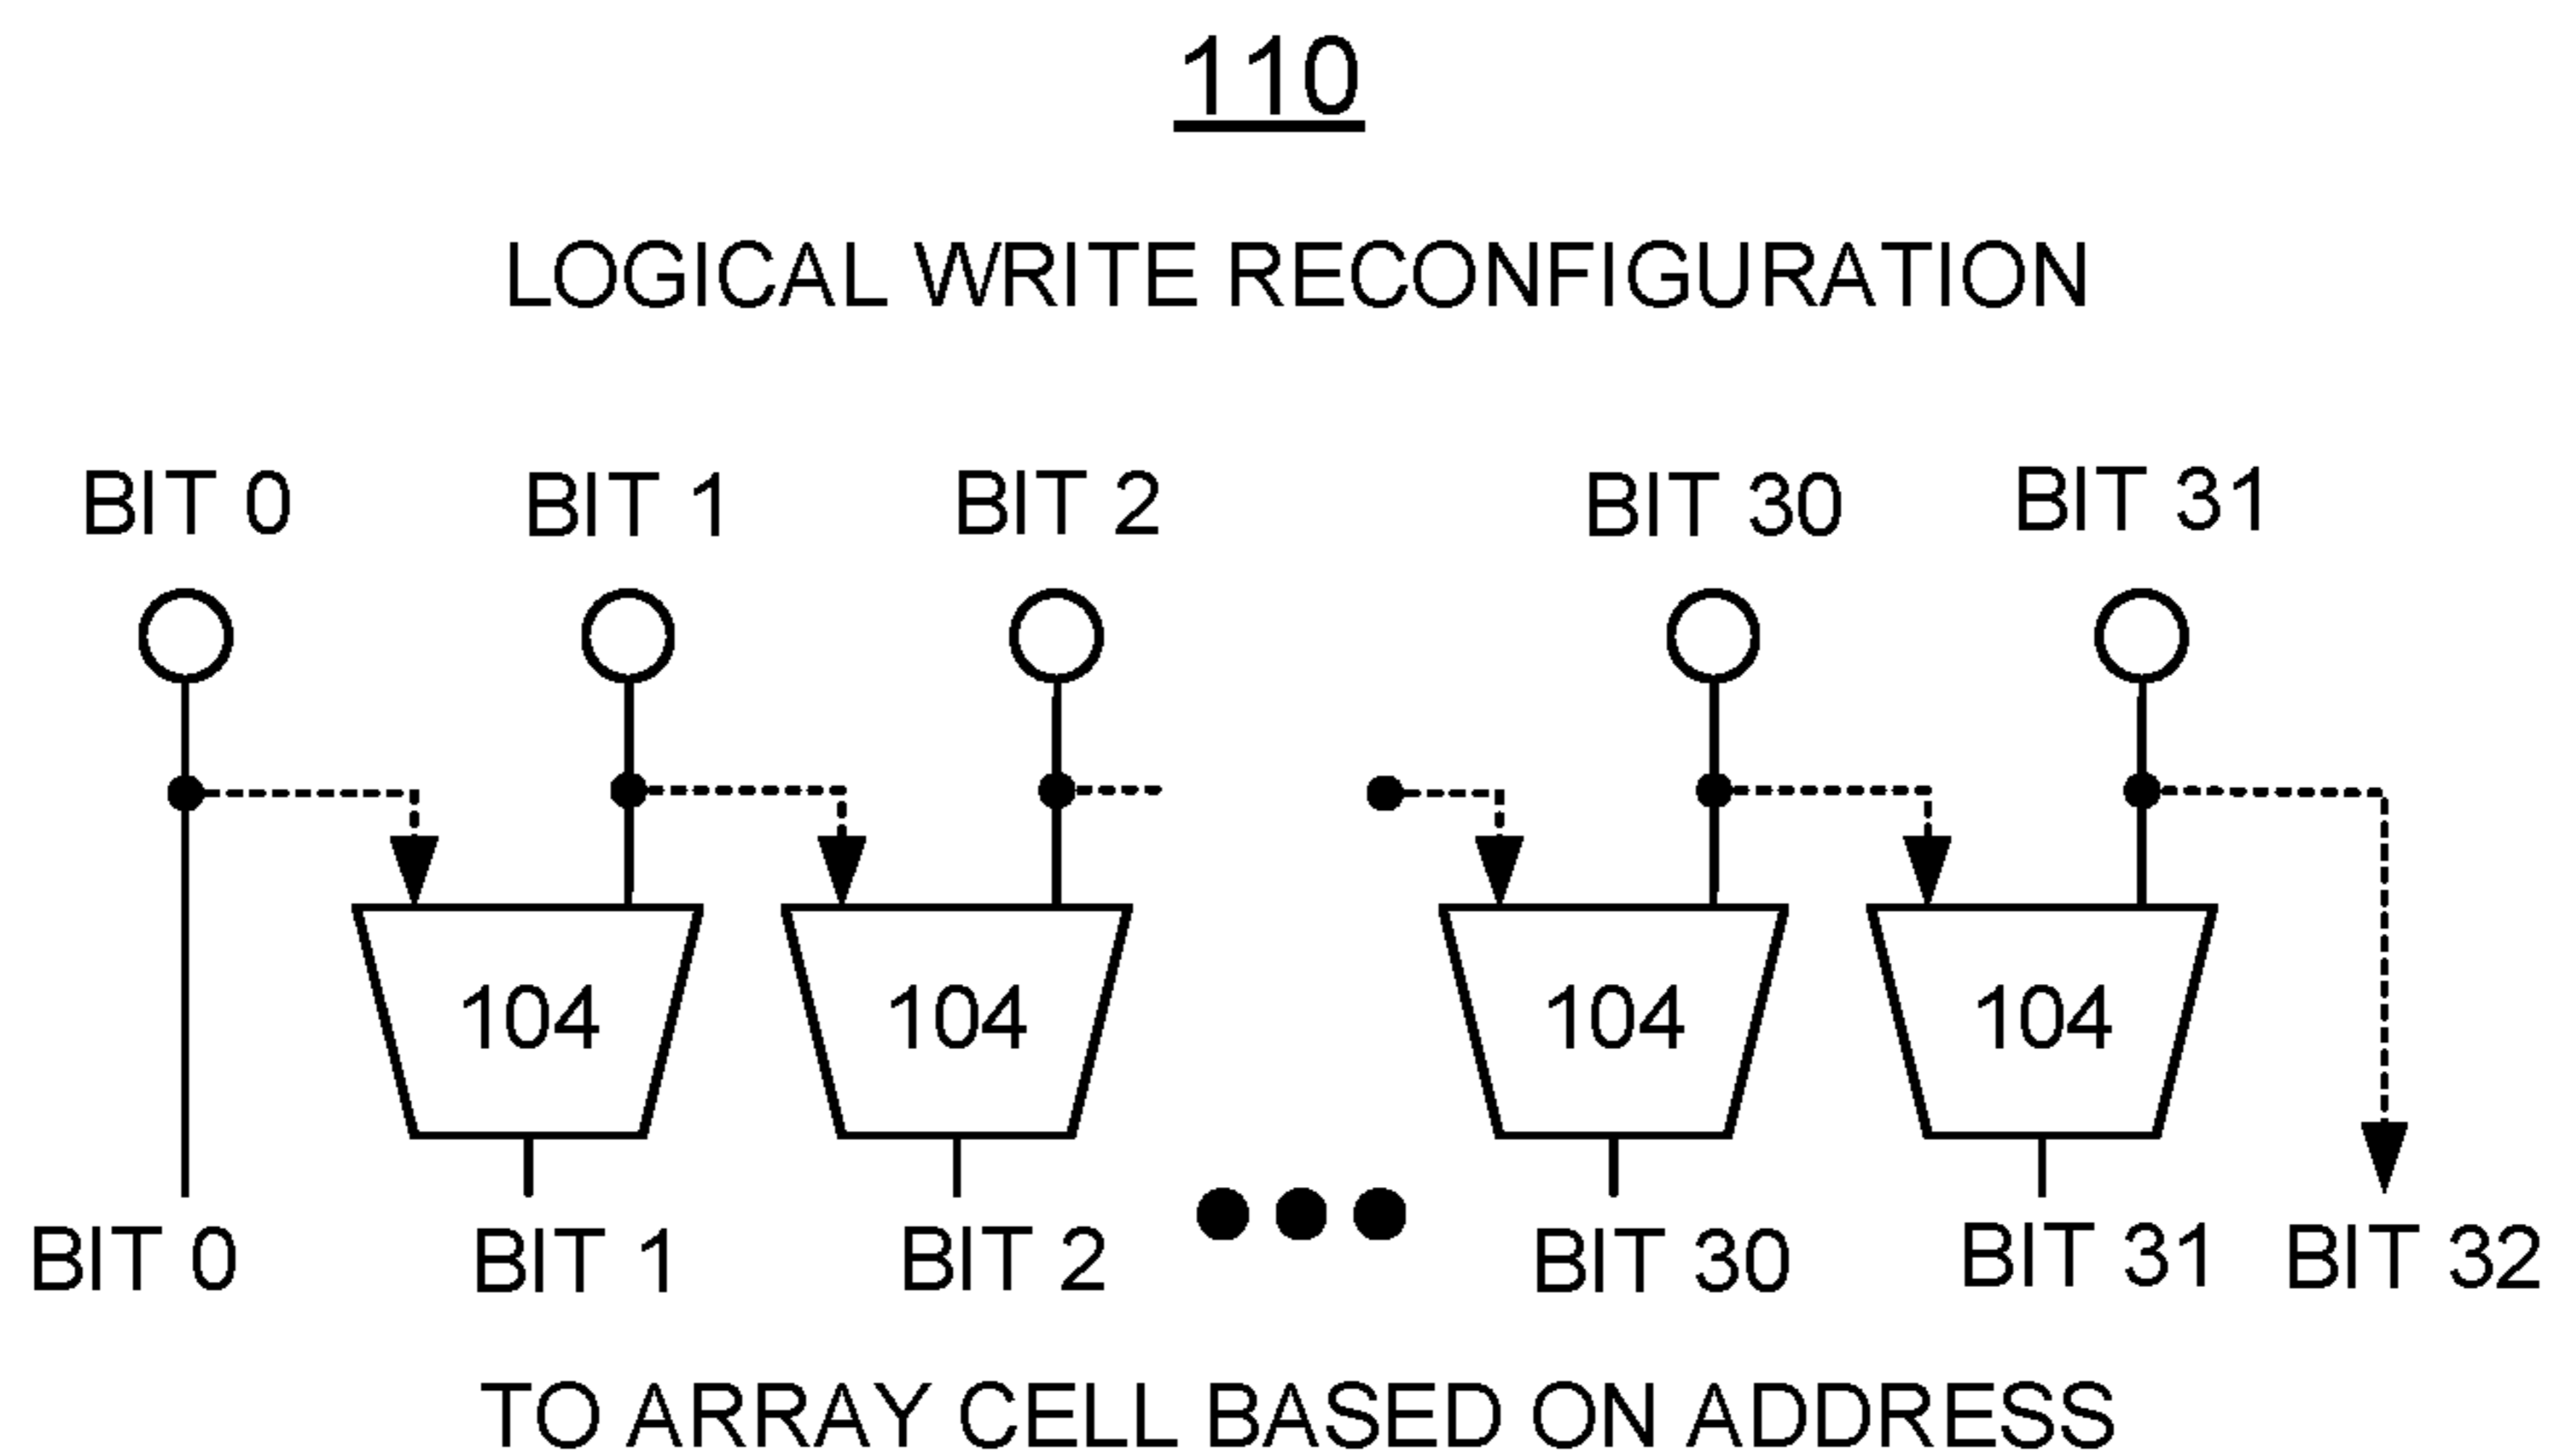 110
LOGICAL WRITE RECONFIGURATION
BIT 0 BIT 1 BIT 2 BIT 30 BIT 31
104 104 104 104
BIT 0 BIT 1 BIT 2 BIT 30 BIT 31 BIT 32
TO ARRAY CELL BASED ON ADDRESS